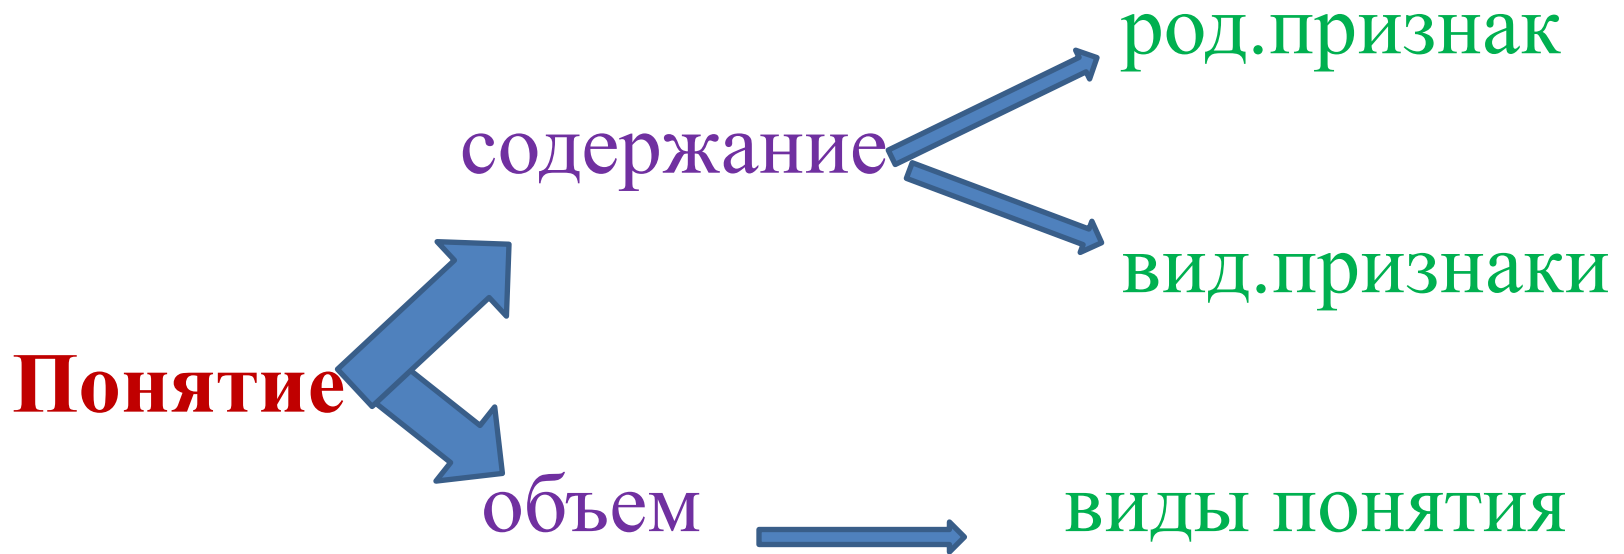 род.признак
содержание
вид.признаки
Понятие
объем
виды понятия